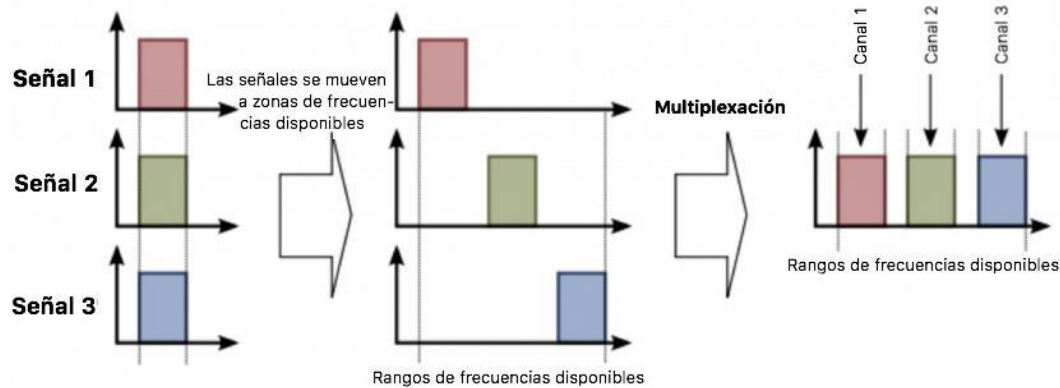 Señal 1
Señal 2
Señal 3
Las señales se mueven
a zonas de frecuen-
cias disponibles
Rangos de frecuencias disponibles
Multiplexación
Canal 1
Canal 2
Canal 3
Rangos de frecuencias disponibles